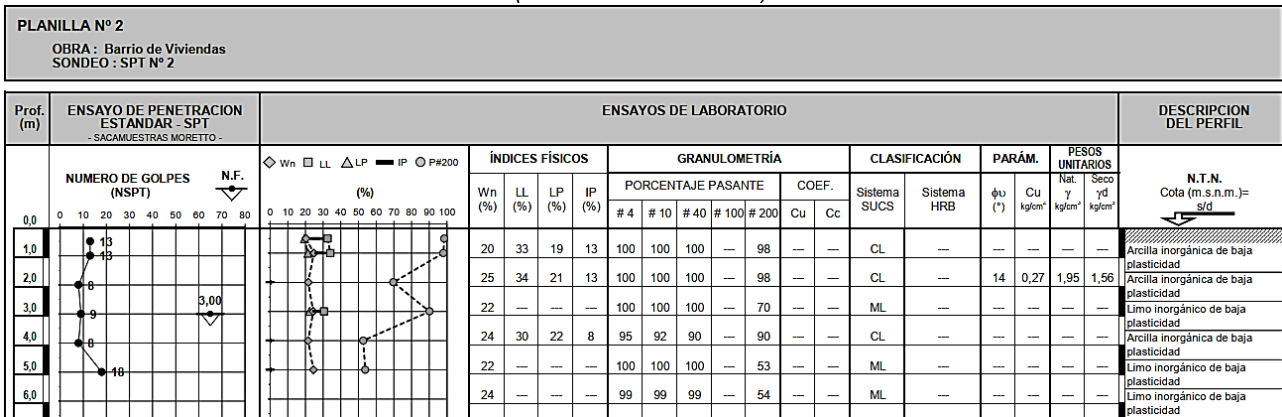 PLANILLA Nº 2
OBRA : Barrio de Viviendas
SONDEO : SPT Nº 2
Prof. (m) ENSAYO DE PENETRACION ESTANDAR - SPT - SACAMUESTRAS MORETTO - ENSAYOS DE LABORATORIO DESCRIPCION DEL PERFIL
NUMERO DE GOLPES (NSPT) N.F.
0 10 20 30 40 50 60 70 80
Wn LL LP IP P#200
(%)
0 10 20 30 40 50 60 70 80 90 100
ÍNDICES FÍSICOS GRANULOMETRÍA CLASIFICACIÓN PARÁM. PESOS UNITARIOS
Wn (%) LL (%) LP (%) IP (%) PORCENTAJE PASANTE COEF. Sistema SUCS Sistema HRB ϕu (°) Cu kg/cm² Nat. γ Seco γd
# 4 # 10 # 40 # 100 # 200 Cu Cc
N.T.N.
Cota (m.s.n.m.)=
s/d
0,0
1,0 13 13 20 33 19 13 100 100 100 --- 98 --- --- CL --- --- --- --- --- Arcilla inorgánica de baja plasticidad
2,0 8 25 34 21 13 100 100 100 --- 98 --- --- CL --- 14 0,27 1,95 1,56 Arcilla inorgánica de baja plasticidad
3,0 9 3,00 22 --- --- --- 100 100 100 --- 70 --- --- ML --- --- --- --- --- Limo inorgánico de baja plasticidad
4,0 8 24 30 22 8 95 92 90 --- 90 --- --- CL --- --- --- --- --- Arcilla inorgánica de baja plasticidad
5,0 18 22 --- --- --- 100 100 100 --- 53 --- --- ML --- --- --- --- --- Limo inorgánico de baja plasticidad
6,0 24 --- --- --- 99 99 99 --- 54 --- --- ML --- --- --- --- --- Limo inorgánico de baja plasticidad